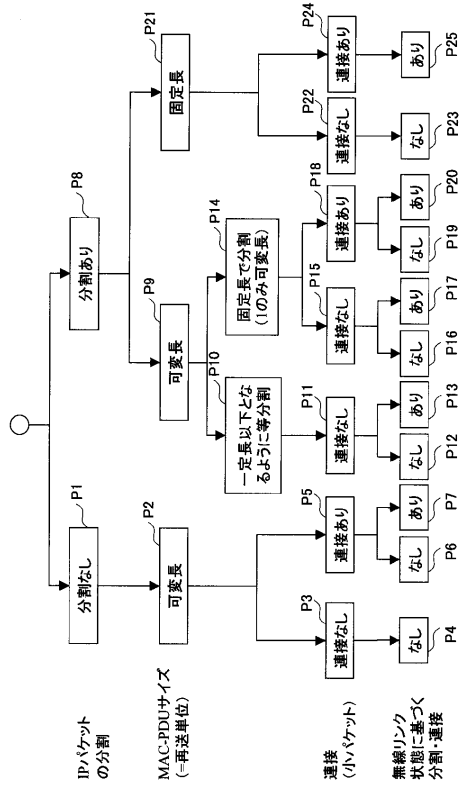 IPパケット
の分割
分割なし
P1
分割あり
P8
MAC-PDUサイズ
(=再送単位)
可変長
P2
可変長
P9
固定長
P21
一定長以下とな
るように等分割
P10
固定長で分割
(1のみ可変長)
P14
連接
(小パケット)
連接なし
P3
連接あり
P5
連接なし
P11
連接なし
P15
連接あり
P18
連接なし
P22
連接あり
P24
無線リンク
状態に基づく
分割・連接
なし
P4
なし
P6
あり
P7
なし
P12
あり
P13
なし
P16
あり
P17
なし
P19
あり
P20
なし
P23
あり
P25